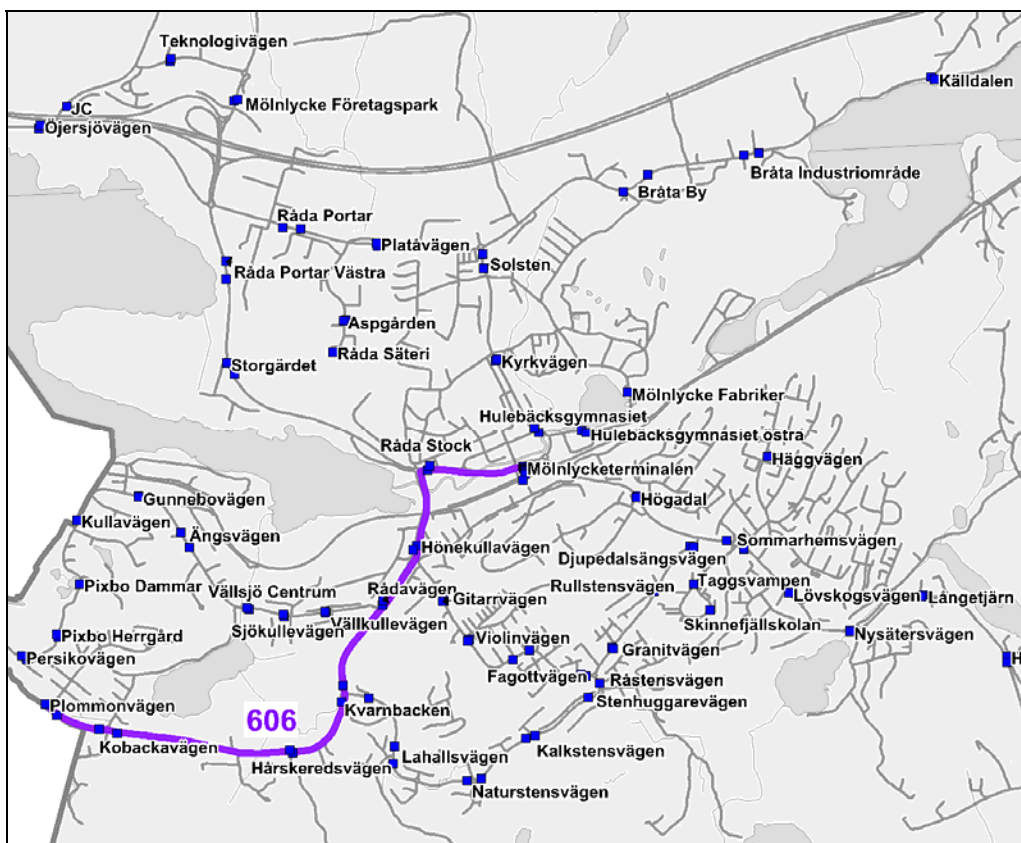 Teknologivägen
Källdalen
JC
Mölnlycke Företagspark
Öjersjövägen
Bråta Industriområde
Bråta By
Råda Portar
Platåvägen
Solsten
Råda Portar Västra
Aspgården
Råda Säteri
Kyrkvägen
Storgärdet
Mölnlycke Fabriker
Hulebäcksgymnasiet
Hulebäcksgymnasiet östra
Råda Stock
Häggvägen
Mölnlycketerminalen
Gunnebovägen
Högadal
Kullavägen
Ängsvägen
Sommarhemsvägen
Hönekullavägen
Djupedalsängsvägen
Pixbo Dammar
Taggsvampen
Rullstensvägen
Vällsjö Centrum
Rådavägen
Lövskogsvägen
Långetjärn
Gitarrvägen
Vällkullevägen
Sjökullevägen
Skinnefjällskolan
Pixbo Herrgård
Violinvägen
Nysätersvägen
Granitvägen
Persikovägen
H
Fagottvägen
Råstensvägen
Stenhuggarevägen
Plommonvägen
Kvarnbacken
606
Kobackavägen
Kalkstensvägen
Lahallsvägen
Hårskeredsvägen
Naturstensvägen